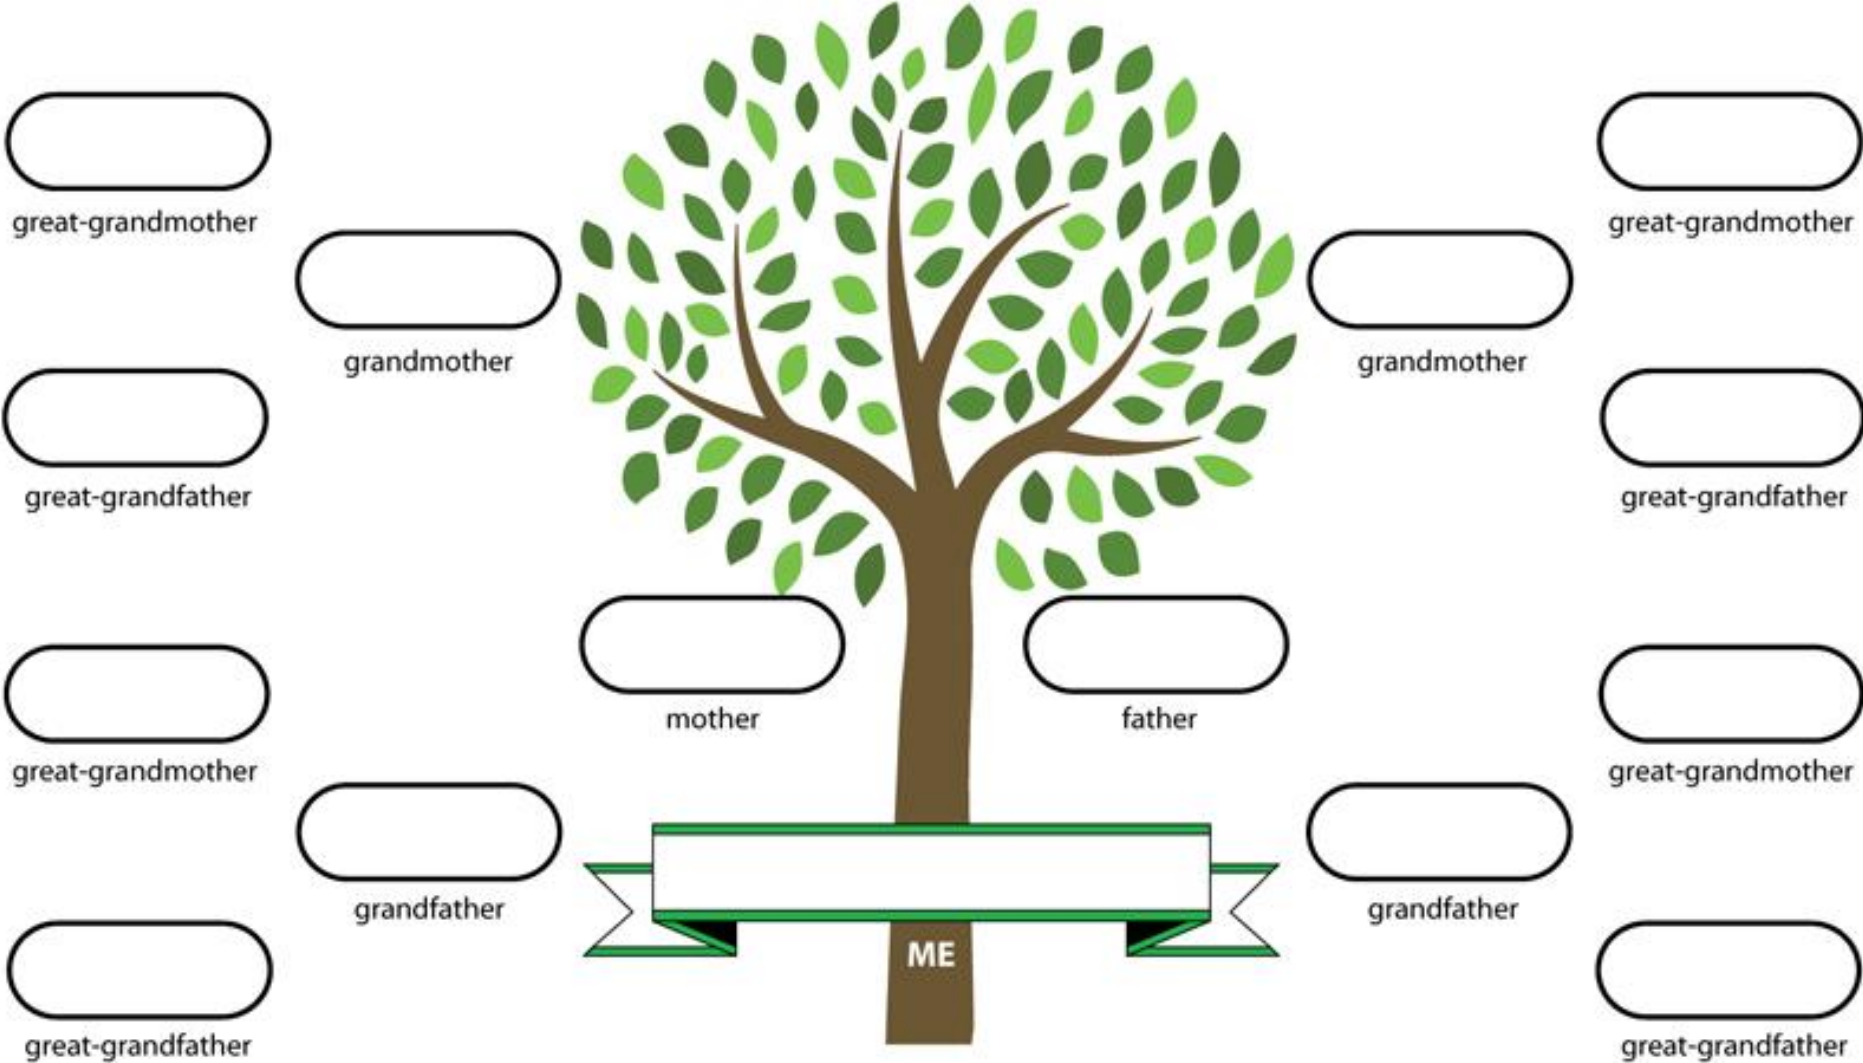 great-grandmother
great-grandmother
grandmother
grandmother
great-grandfather
great-grandfather
mother
father
great-grandmother
great-grandmother
grandfather
grandfather
ME
great-grandfather
great-grandfather